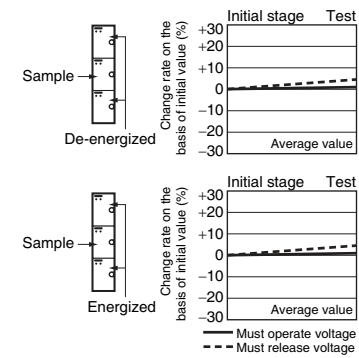 Initial stage Test
Change rate on the
basis of initial value (%)
+30
+20
+10
0
−10
−20
−30
Average value
Sample
De-energized
Initial stage Test
Change rate on the
basis of initial value (%)
+30
+20
+10
0
−10
−20
−30
Average value
Sample
Energized
Must operate voltage
Must release voltage